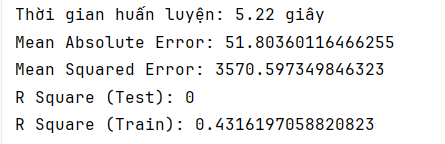 Thời gian huấn luyện: 5.22 giây
Mean Absolute Error: 51.80360116466255
Mean Squared Error: 3570.597349846323
R Square (Test): 0
R Square (Train): 0.4316197058820823